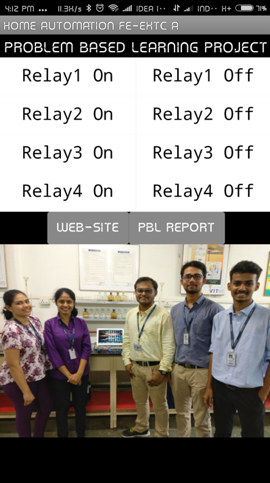 4:12 PM ... 11.3K/s IDEA I·· IND·· H+ 71%
HOME AUTOMATION FE-EXTC A
PROBLEM BASED LEARNING PROJECT
Relay1 On Relay1 Off
Relay2 On Relay2 Off
Relay3 On Relay3 Off
Relay4 On Relay4 Off
WEB-SITE PBL REPORT